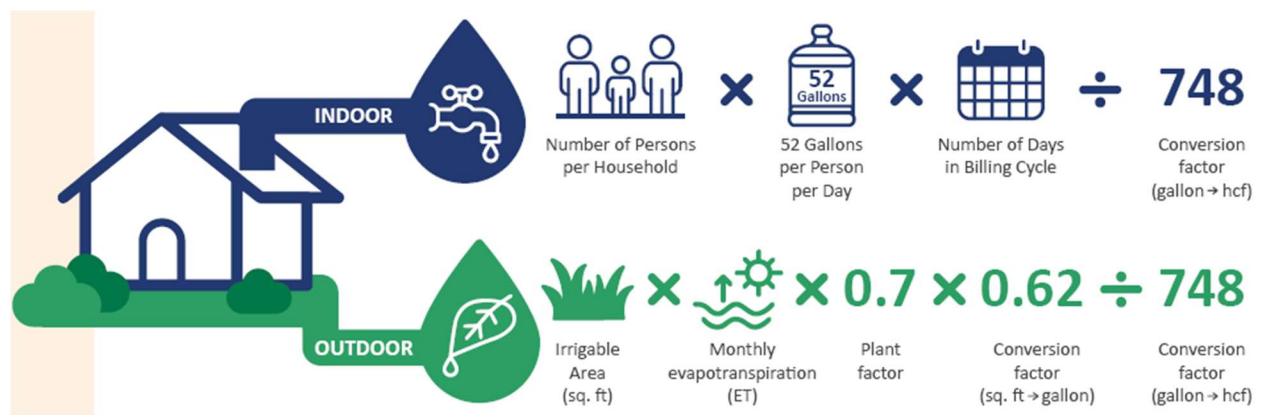 INDOOR
52
Gallons
748
Number of Persons
per Household
52 Gallons
per Person
per Day
Number of Days
in Billing Cycle
Conversion
factor
(gallon → hcf)
×
×
÷
OUTDOOR
× × 0.7 × 0.62 ÷ 748
Irrigable
Area
(sq. ft)
Monthly
evapotranspiration
(ET)
Plant
factor
Conversion
factor
(sq. ft → gallon)
Conversion
factor
(gallon → hcf)